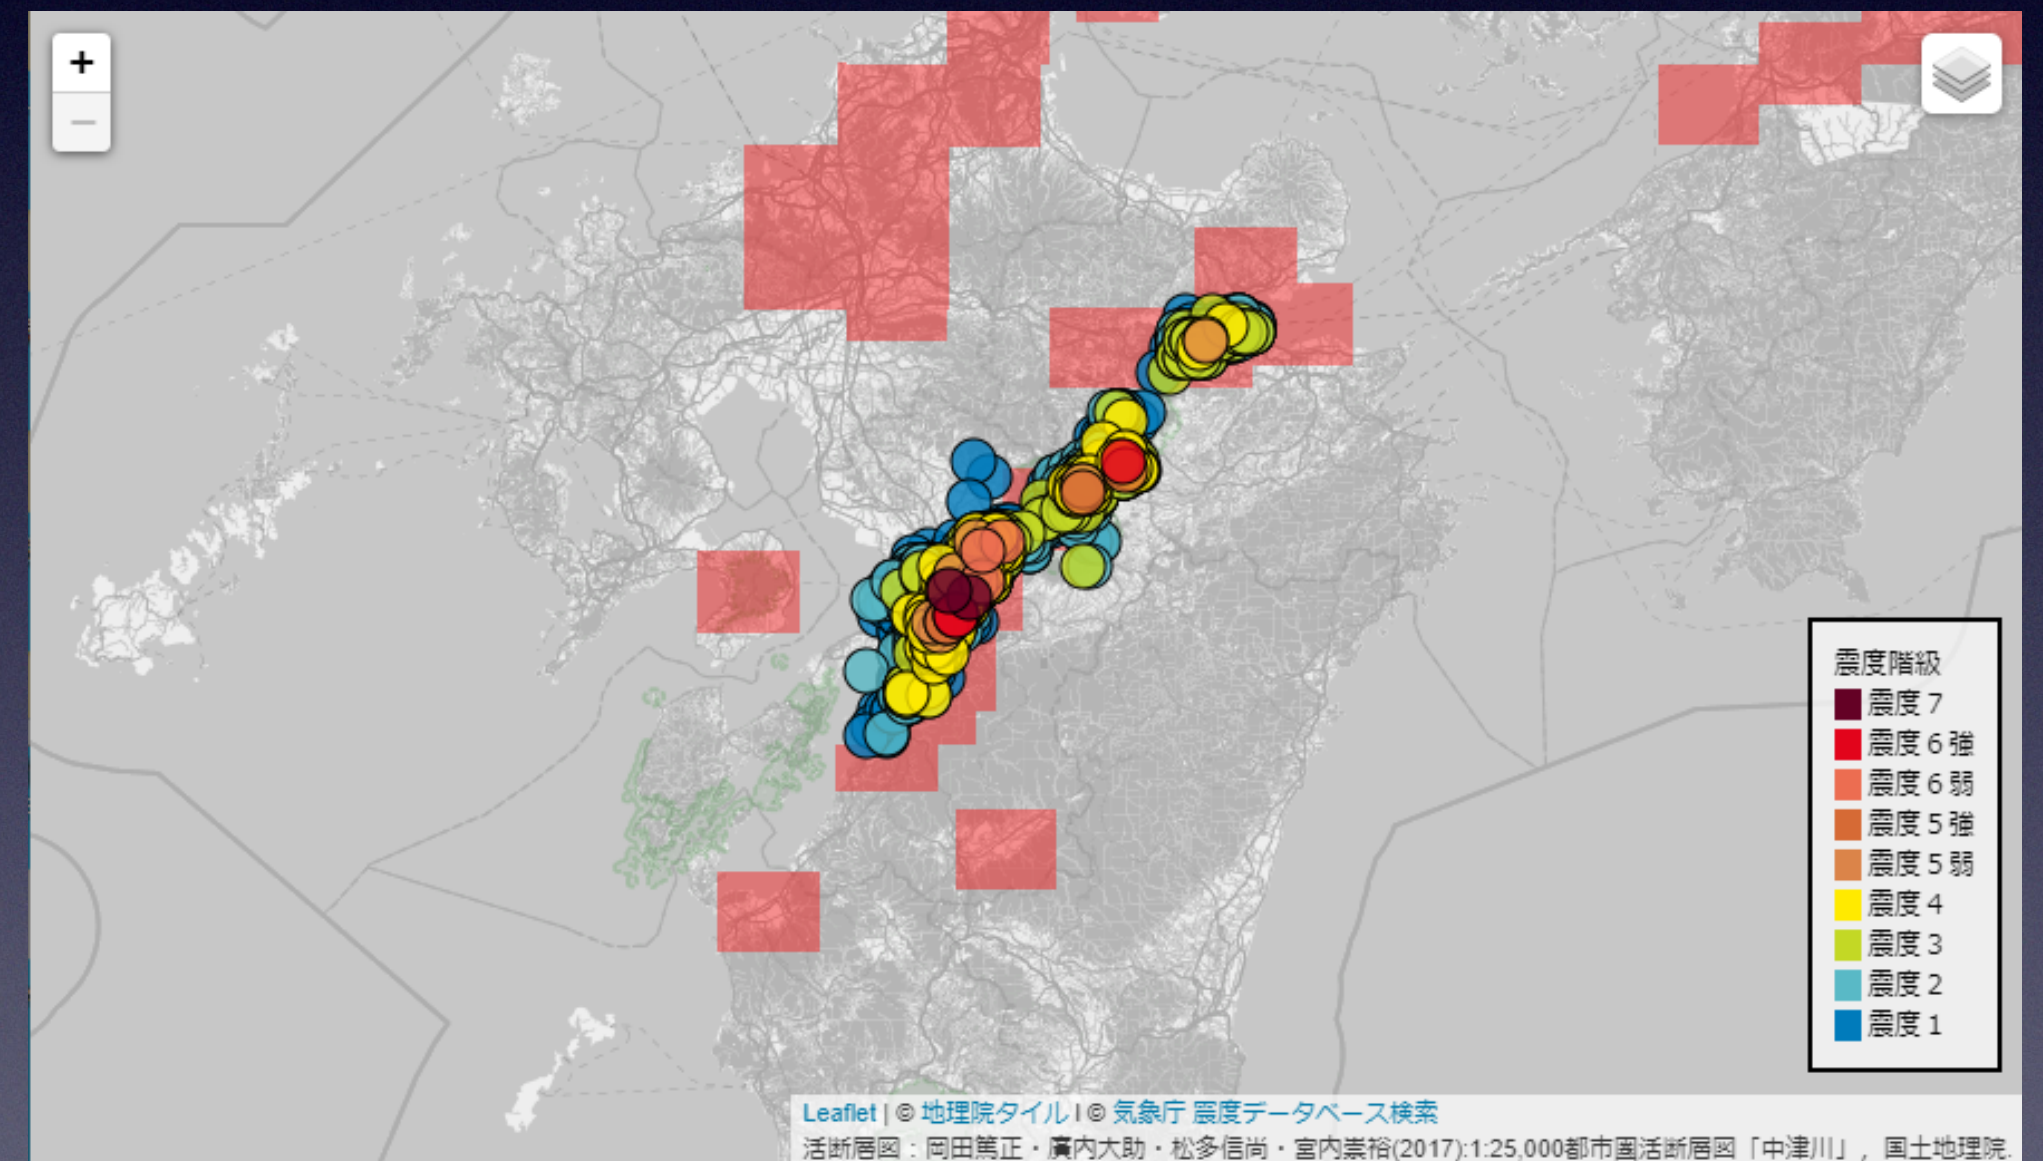 +
−
震度階級
震度７
震度６強
震度６弱
震度５強
震度５弱
震度４
震度３
震度２
震度１
Leaflet | © 地理院タイル | © 気象庁 震度データベース検索
活断層図：岡田篤正・廣内大助・松多信尚・宮内崇裕(2017):1:25,000都市圏活断層図「中津川」，国土地理院.